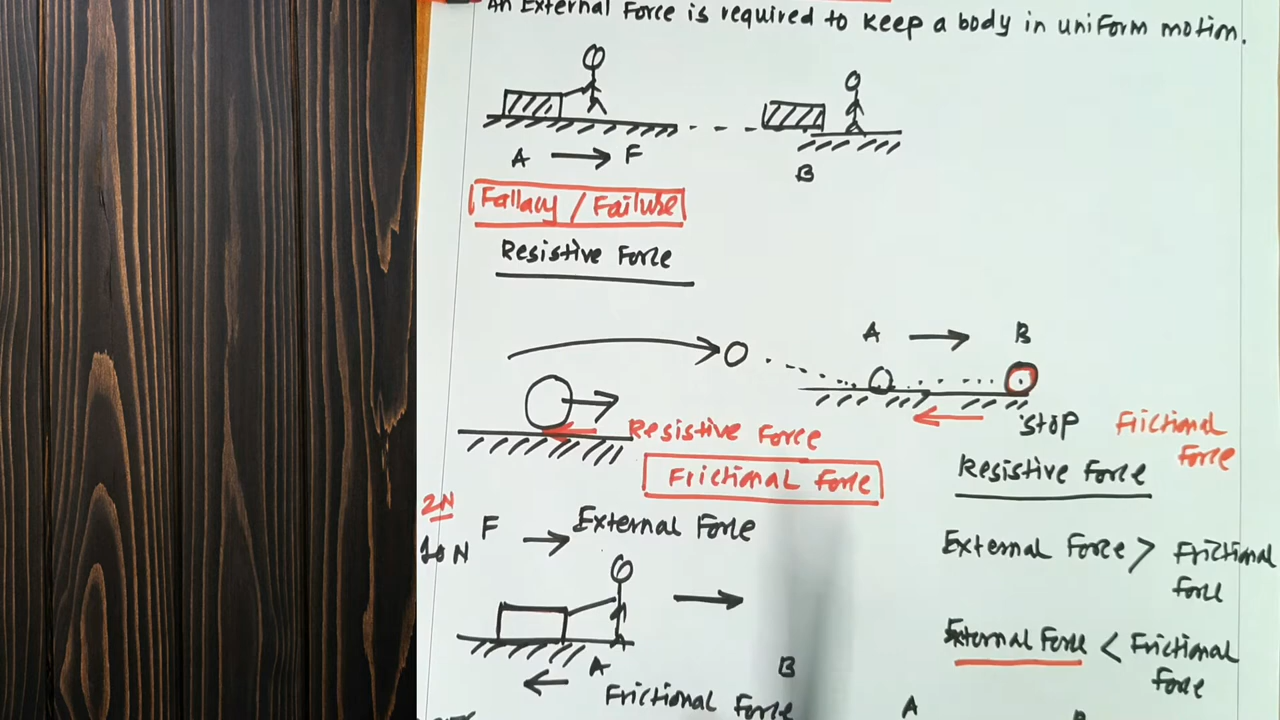 An External Force is required to keep a body in uniform motion.
A → F
B
Fallacy / Failure
Resistive Force
A → B
Stop
Frictional Force
Resistive Force
Frictional Force
Resistive Force
2N
10N
F → External Force
External Force > Frictional Force
External Force < Frictional Force
A
B
Frictional Force
A
B